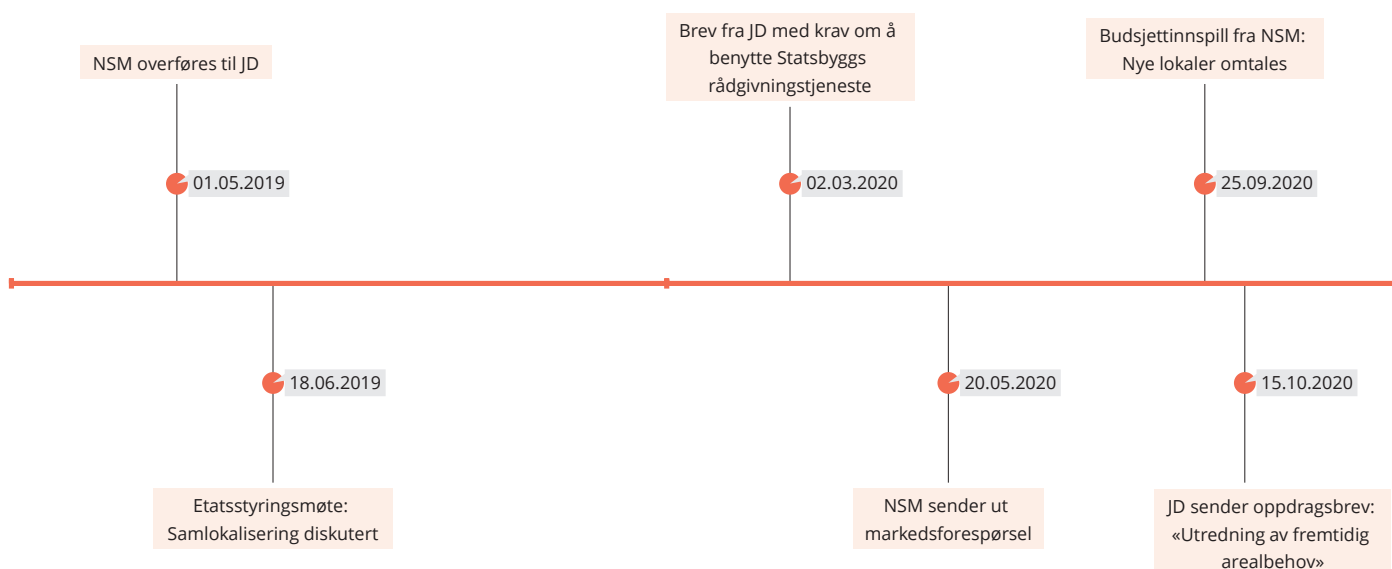 NSM overføres til JD
01.05.2019
18.06.2019
Etatsstyringsmøte:
Samlokalisering diskutert
Brev fra JD med krav om å
benytte Statsbyggs
rådgivningstjeneste
02.03.2020
20.05.2020
NSM sender ut
markedsforespørsel
Budsjettinnspill fra NSM:
Nye lokaler omtales
25.09.2020
15.10.2020
JD sender oppdragsbrev:
«Utredning av fremtidig
arealbehov»